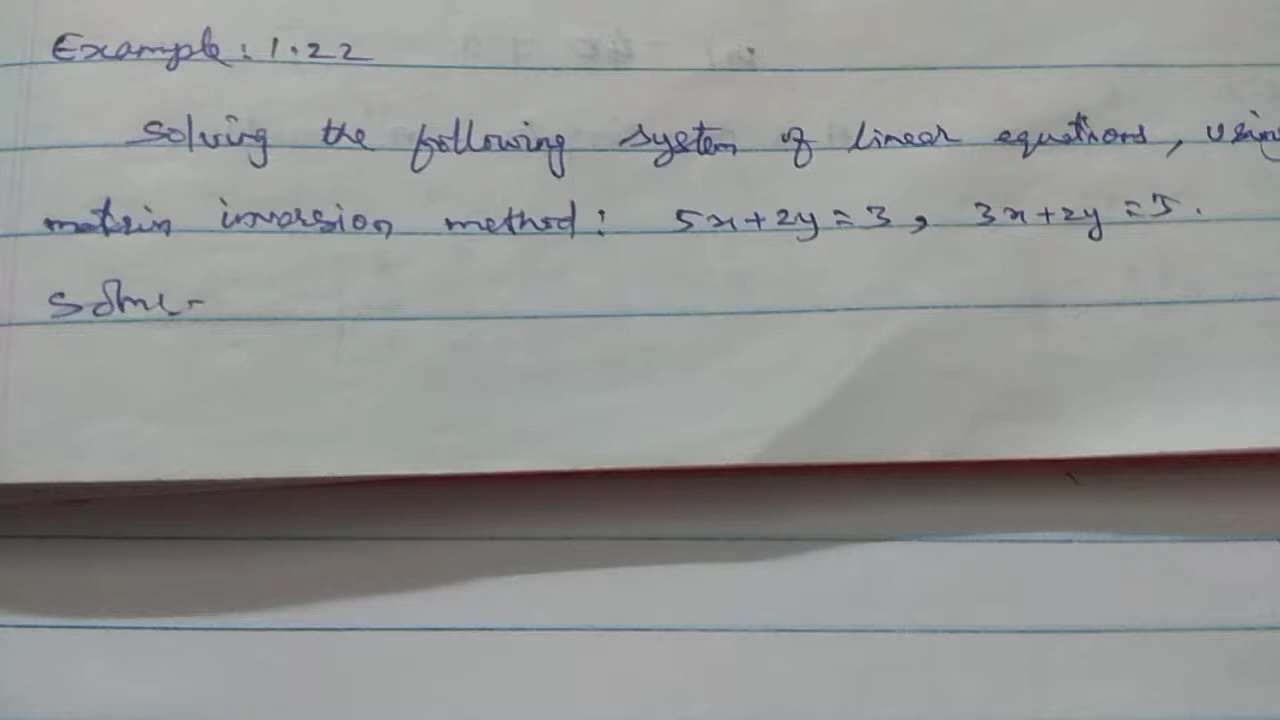 Example: 1.22
Solving the following system of linear equations, using
matrix inversion method: 5x+2y=3, 3x+2y=5.
Soln:-